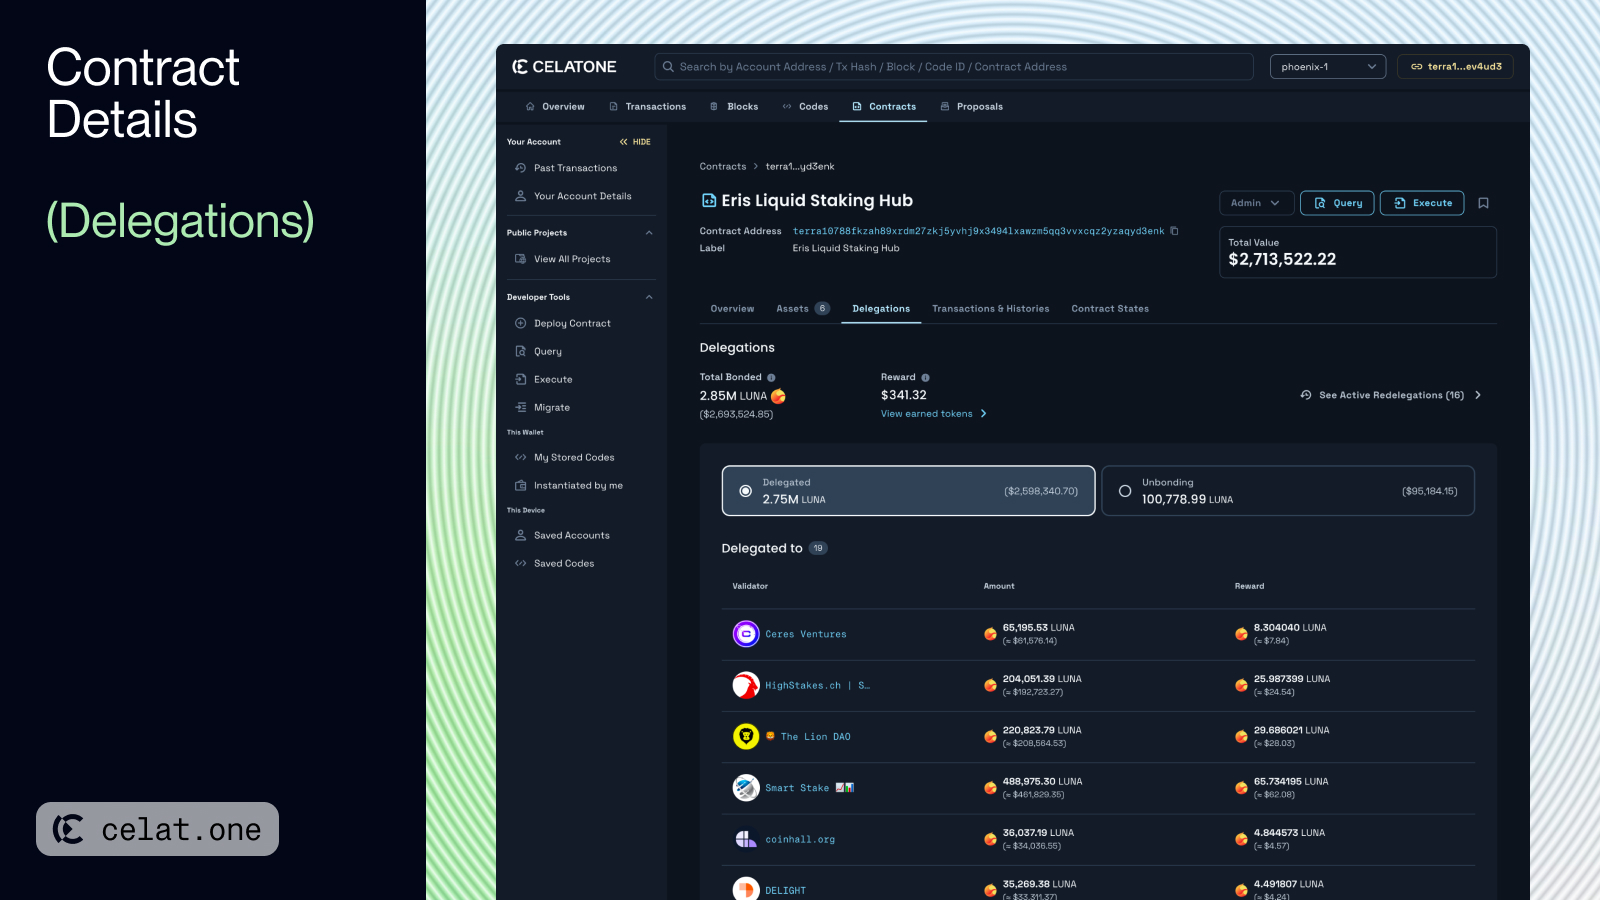 Contract
Details
(Delegations)
celat.one
CELATONE
Search by Account Address / Tx Hash / Block / Code ID / Contract Address
phoenix-1
terra1...ev4ud3
Overview
Transactions
Blocks
Codes
Contracts
Proposals
Your Account
HIDE
Past Transactions
Your Account Details
Public Projects
View All Projects
Developer Tools
Deploy Contract
Query
Execute
Migrate
This Wallet
My Stored Codes
Instantiated by me
This Device
Saved Accounts
Saved Codes
Contracts > terra1...yd3enk
Eris Liquid Staking Hub
Admin
Query
Execute
Contract Address terra10788fkzah89xrdm27zkj5yvhj9x3494lxawzm5qq3vvxcqz2yzaqyd3enk
Label Eris Liquid Staking Hub
Total Value
$2,713,522.22
Overview
Assets 6
Delegations
Transactions & Histories
Contract States
Delegations
Total Bonded
2.85M LUNA
($2,693,524.85)
Reward
$341.32
View earned tokens
See Active Redelegations (16)
Delegated
2.75M LUNA
($2,598,340.70)
Unbonding
100,778.99 LUNA
($95,184.15)
Delegated to 19
Validator Amount Reward
Ceres Ventures
65,195.53 LUNA
(≈ $61,576.14)
8.304040 LUNA
(≈ $7.84)
HighStakes.ch | S…
204,051.39 LUNA
(≈ $192,723.27)
25.987399 LUNA
(≈ $24.54)
🦁 The Lion DAO
220,823.79 LUNA
(≈ $208,564.53)
29.686021 LUNA
(≈ $28.03)
Smart Stake 📈📊
488,975.30 LUNA
(≈ $461,829.35)
65.734195 LUNA
(≈ $62.08)
coinhall.org
36,037.19 LUNA
(≈ $34,036.55)
4.844573 LUNA
(≈ $4.57)
DELIGHT
35,269.38 LUNA
(≈ $33,311.37)
4.491807 LUNA
(≈ $4.24)